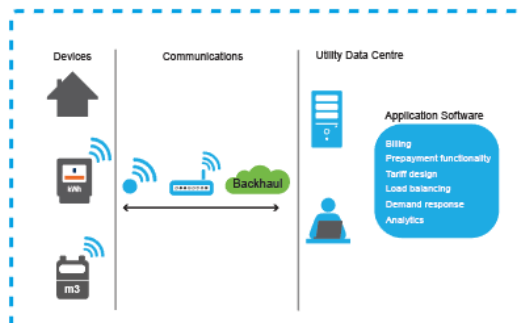 Devices
Communications
Utility Data Centre
kWh
m3
Backhaul
Application Software
Billing
Prepayment functionality
Tariff design
Load balancing
Demand response
Analytics